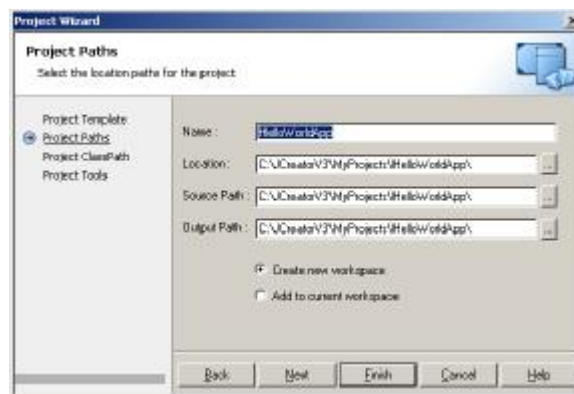 Project Wizard
Project Paths
Select the location paths for the project
Project Template
Project Paths
Project ClassPath
Project Tools
Name : HelloWorldApp
Location : C:\JCreatorV3\MyProjects\HelloWorldApp\ ...
Source Path : C:\JCreatorV3\MyProjects\HelloWorldApp\ ...
Output Path : C:\JCreatorV3\MyProjects\HelloWorldApp\ ...
Create new workspace
Add to current workspace
Back Next Finish Cancel Help